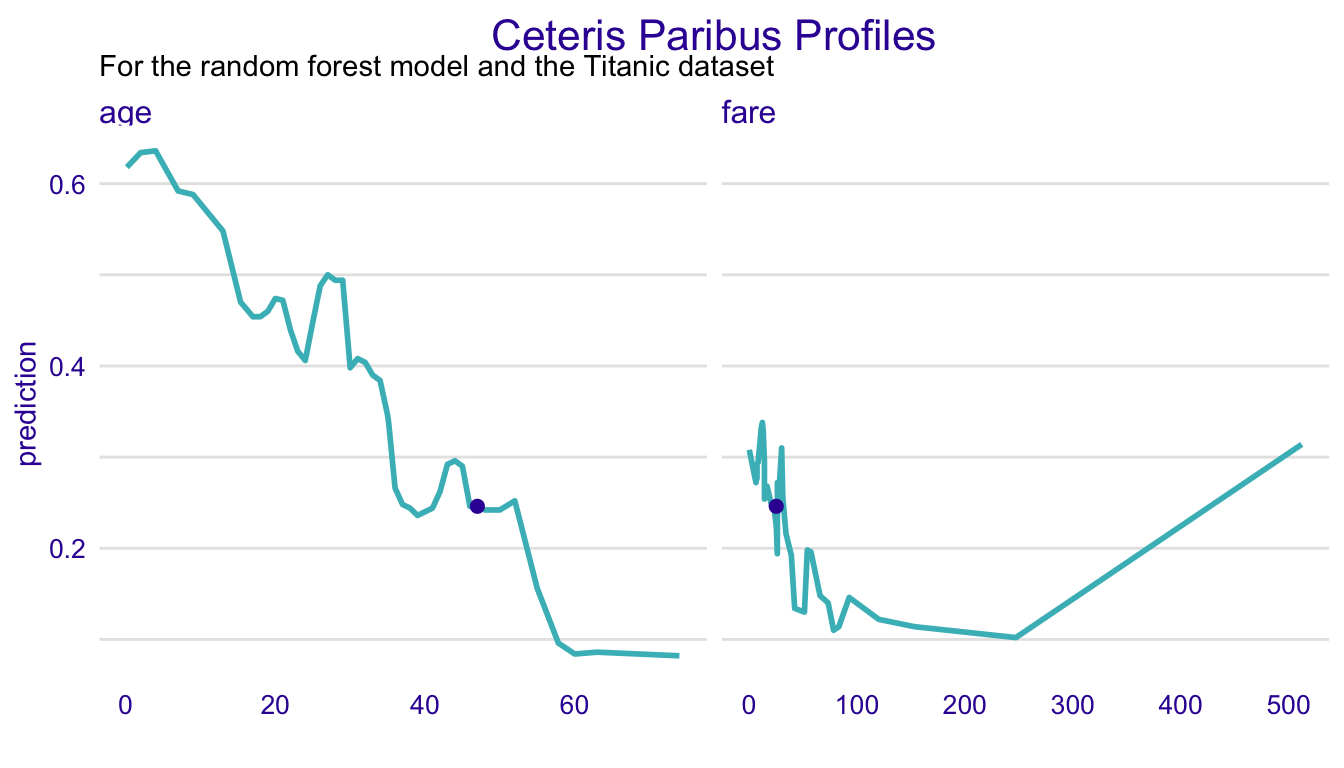 Ceteris Paribus Profiles
For the random forest model and the Titanic dataset
age
fare
prediction
0.6
0.4
0.2
0 20 40 60
0 100 200 300 400 500